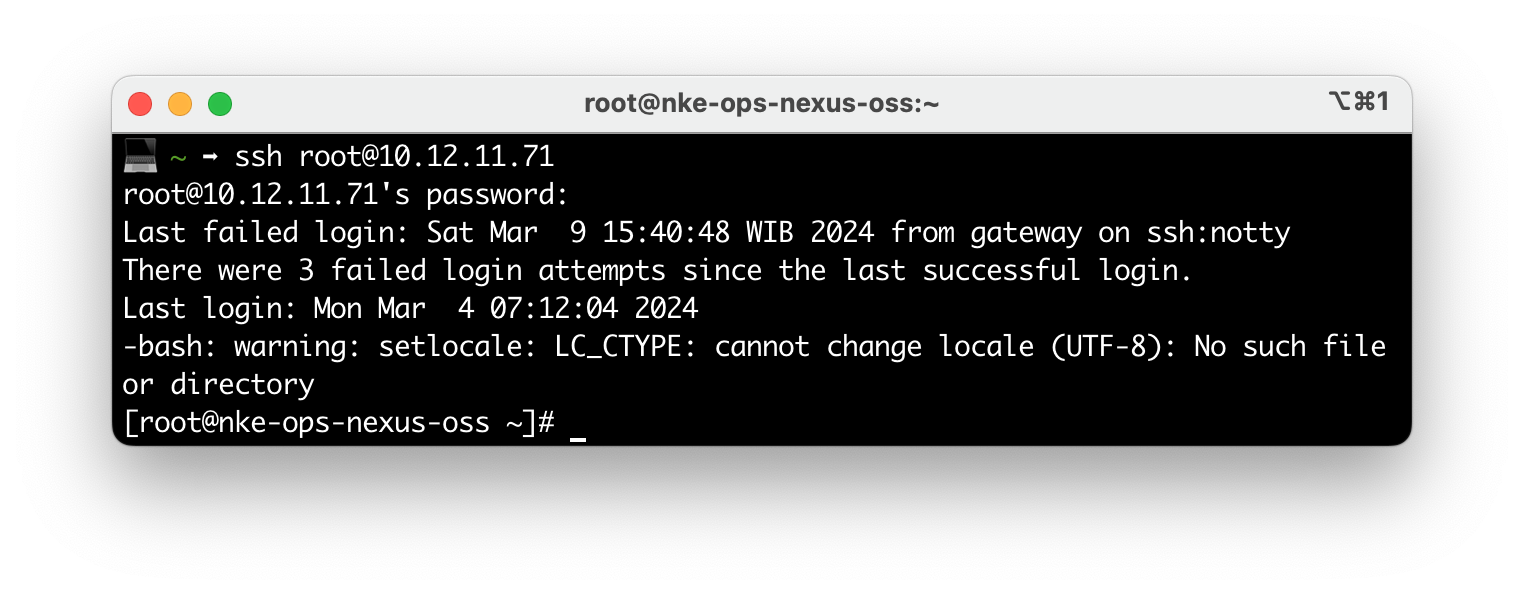 root@nke-ops-nexus-oss:~ ⌥⌘1
~ ➡ ssh root@10.12.11.71
root@10.12.11.71's password:
Last failed login: Sat Mar  9 15:40:48 WIB 2024 from gateway on ssh:notty
There were 3 failed login attempts since the last successful login.
Last login: Mon Mar  4 07:12:04 2024
-bash: warning: setlocale: LC_CTYPE: cannot change locale (UTF-8): No such file
or directory
[root@nke-ops-nexus-oss ~]#